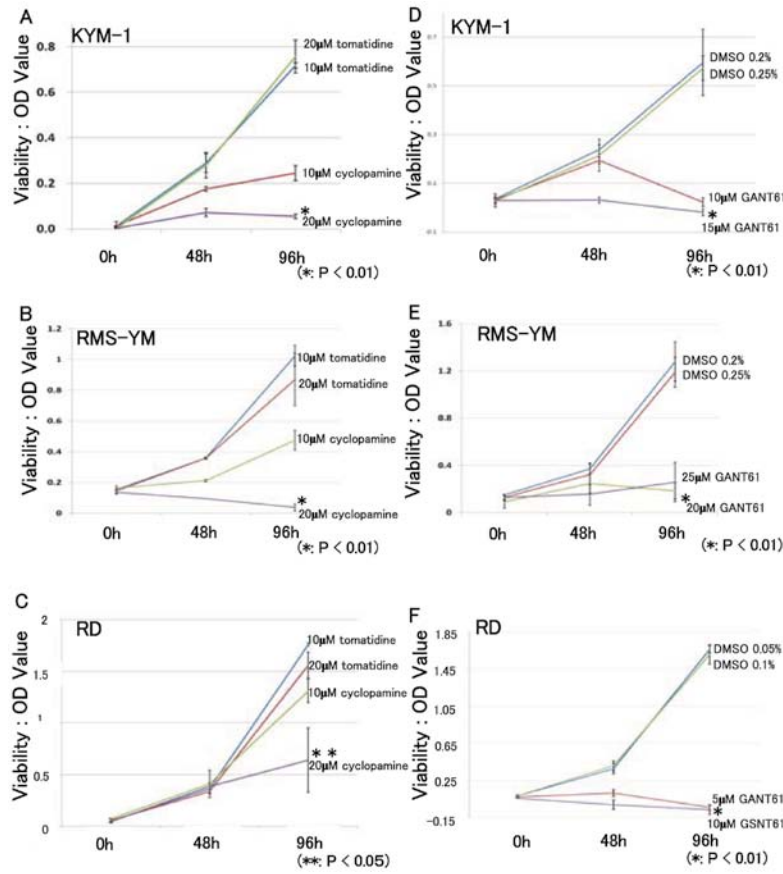 A
KYM-1
Viability : OD Value
0.8
0.6
0.4
0.2
0.0
20μM tomatidine
10μM tomatidine
10μM cyclopamine
*
20μM cyclopamine
0h
48h
96h
(*: P < 0.01)
D
KYM-1
Viability : OD Value
DMSO 0.2%
DMSO 0.25%
10μM GANT61
*
15μM GANT61
0h
48h
96h
(*: P < 0.01)
B
RMS-YM
Viability : OD Value
1.2
1
0.8
0.6
0.4
0.2
0
10μM tomatidine
20μM tomatidine
10μM cyclopamine
*
20μM cyclopamine
0h
48h
96h
(*: P < 0.01)
E
RMS-YM
Viability : OD Value
1.6
1.2
0.8
0.4
0
DMSO 0.2%
DMSO 0.25%
25μM GANT61
*
20μM GANT61
0h
48h
96h
(*: P < 0.01)
C
RD
Viability : OD Value
2
1.5
1
0.5
0
10μM tomatidine
20μM tomatidine
10μM cyclopamine
**
20μM cyclopamine
0h
48h
96h
(**: P < 0.05)
F
RD
Viability : OD Value
1.85
1.45
1.05
0.65
0.25
-0.15
DMSO 0.05%
DMSO 0.1%
5μM GANT61
*
10μM GSNT61
0h
48h
96h
(*: P < 0.01)